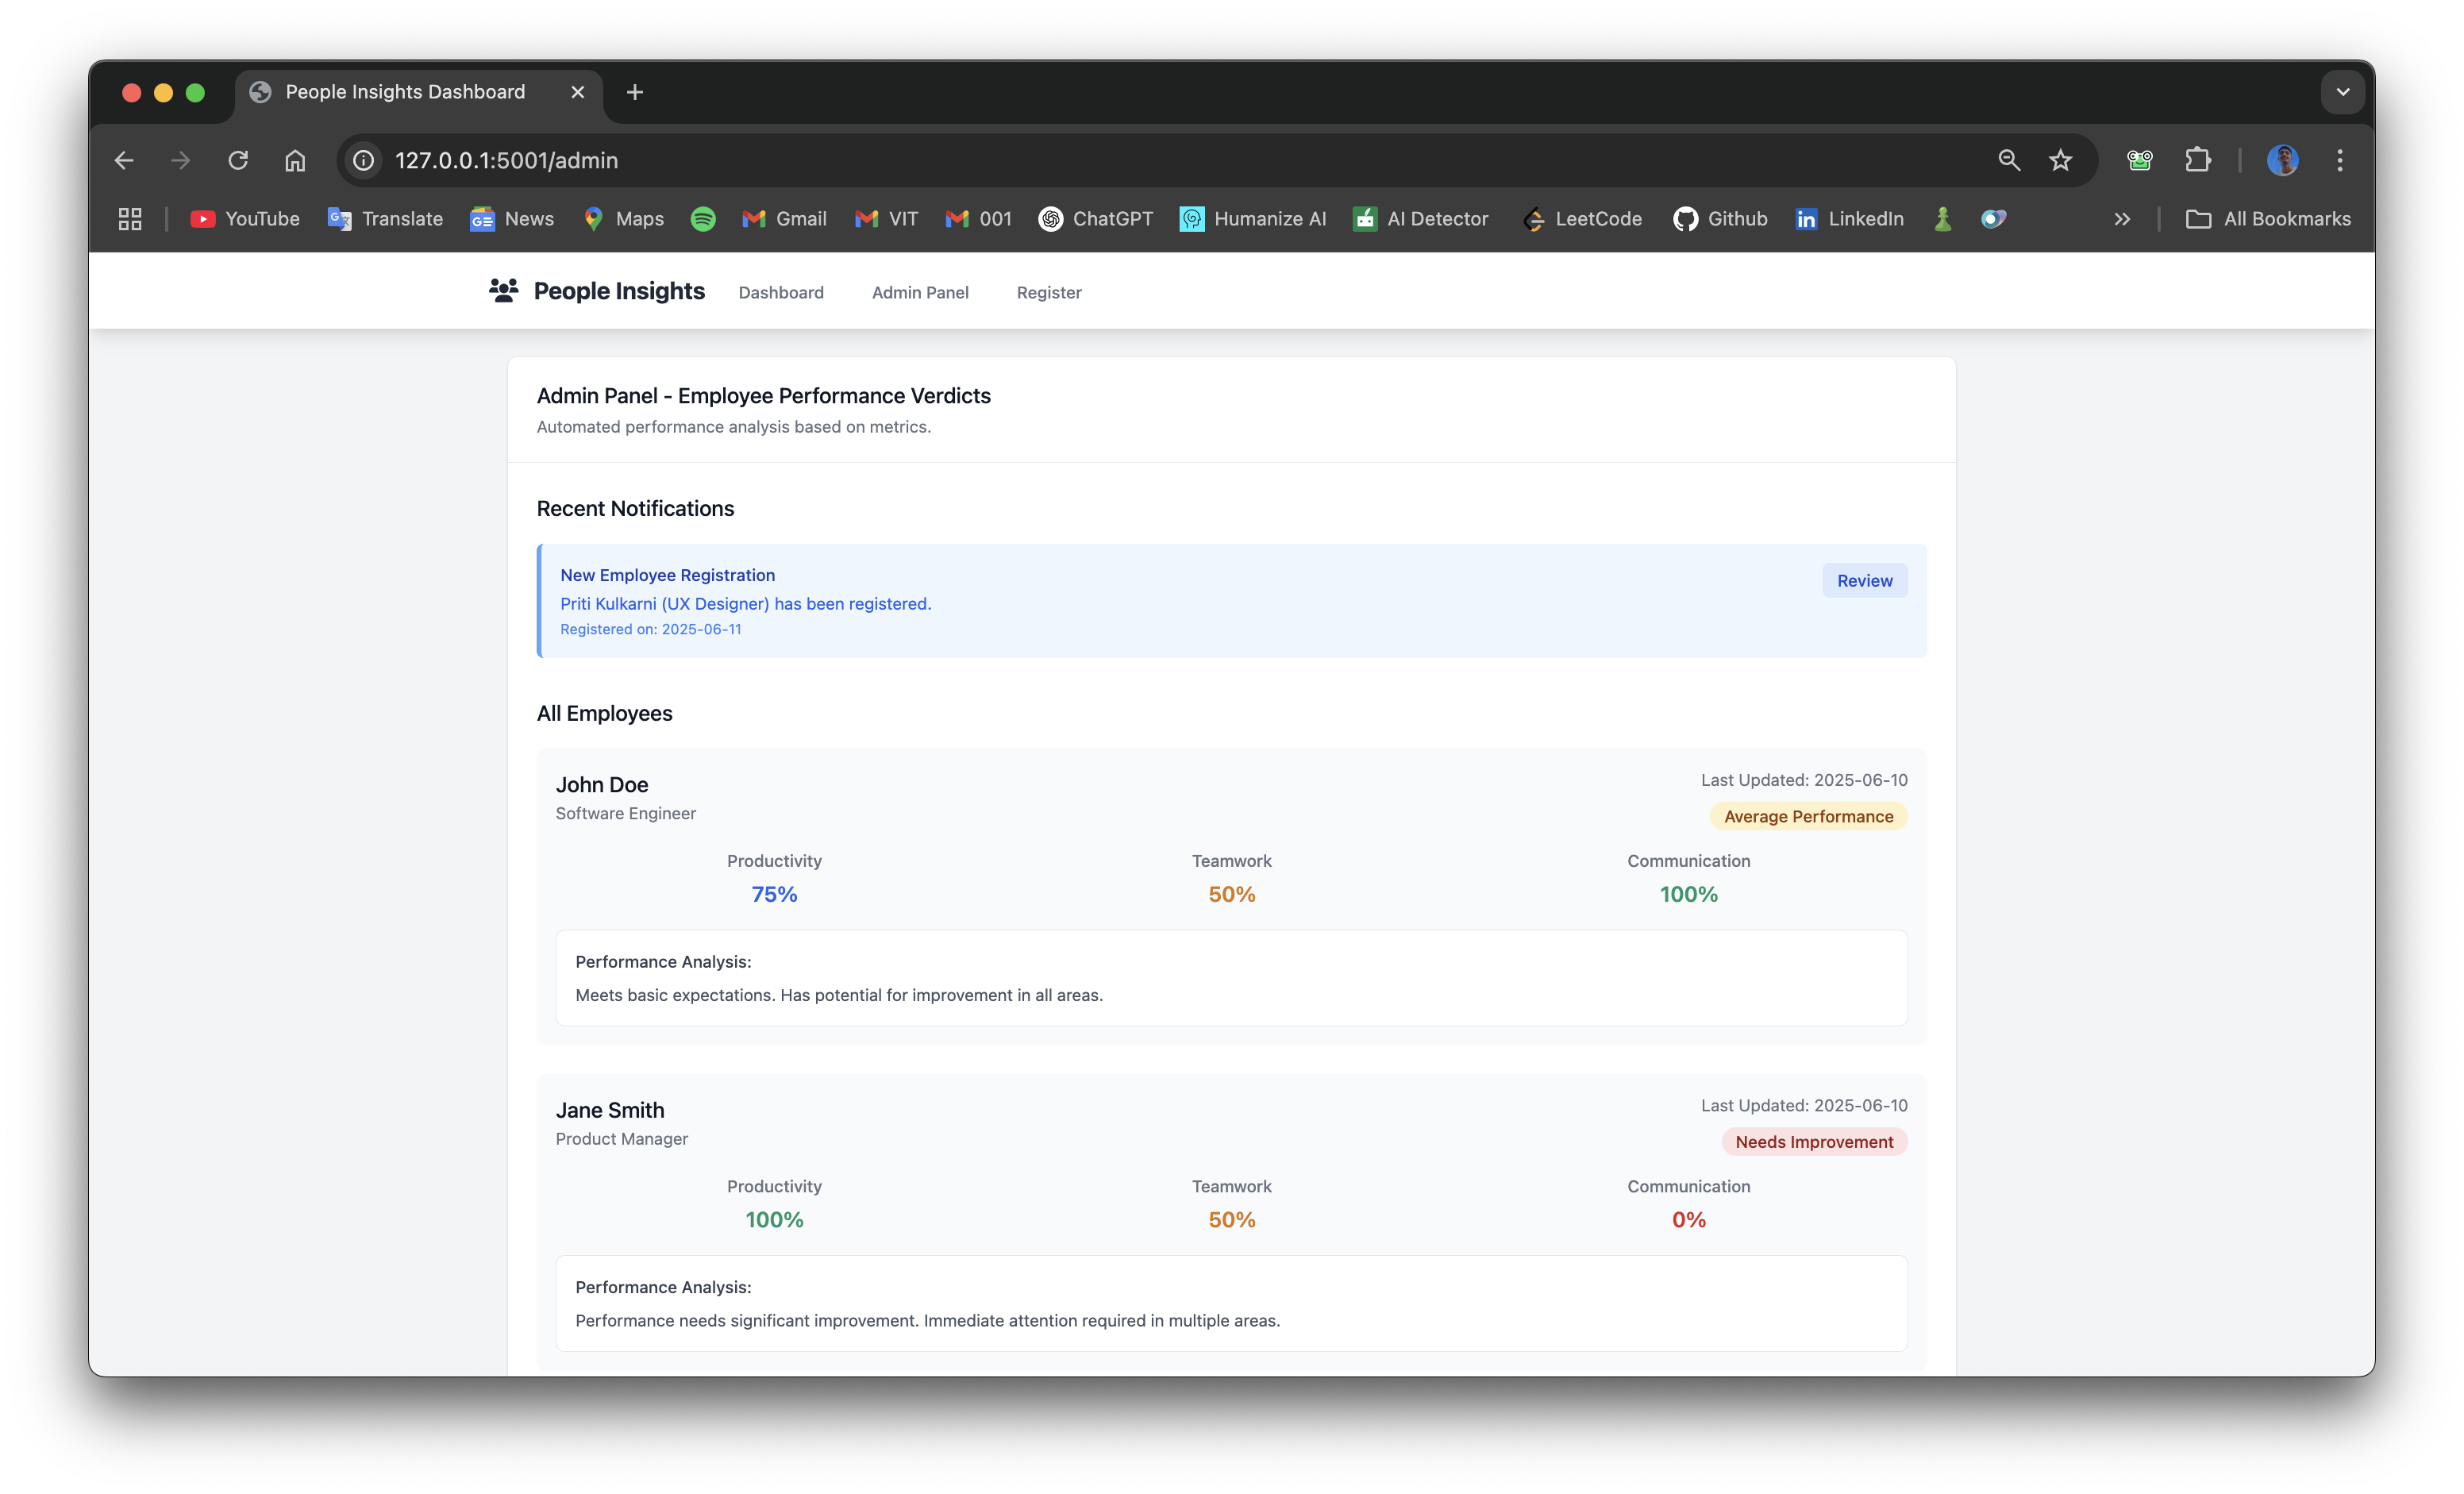 People Insights Dashboard
127.0.0.1:5001/admin
YouTube Translate News Maps Gmail VIT 001 ChatGPT Humanize AI AI Detector LeetCode Github LinkedIn All Bookmarks
People Insights Dashboard Admin Panel Register
Admin Panel - Employee Performance Verdicts
Automated performance analysis based on metrics.
Recent Notifications
New Employee Registration
Review
Priti Kulkarni (UX Designer) has been registered.
Registered on: 2025-06-11
All Employees
John Doe
Last Updated: 2025-06-10
Software Engineer
Average Performance
Productivity Teamwork Communication
75% 50% 100%
Performance Analysis:
Meets basic expectations. Has potential for improvement in all areas.
Jane Smith
Last Updated: 2025-06-10
Product Manager
Needs Improvement
Productivity Teamwork Communication
100% 50% 0%
Performance Analysis:
Performance needs significant improvement. Immediate attention required in multiple areas.